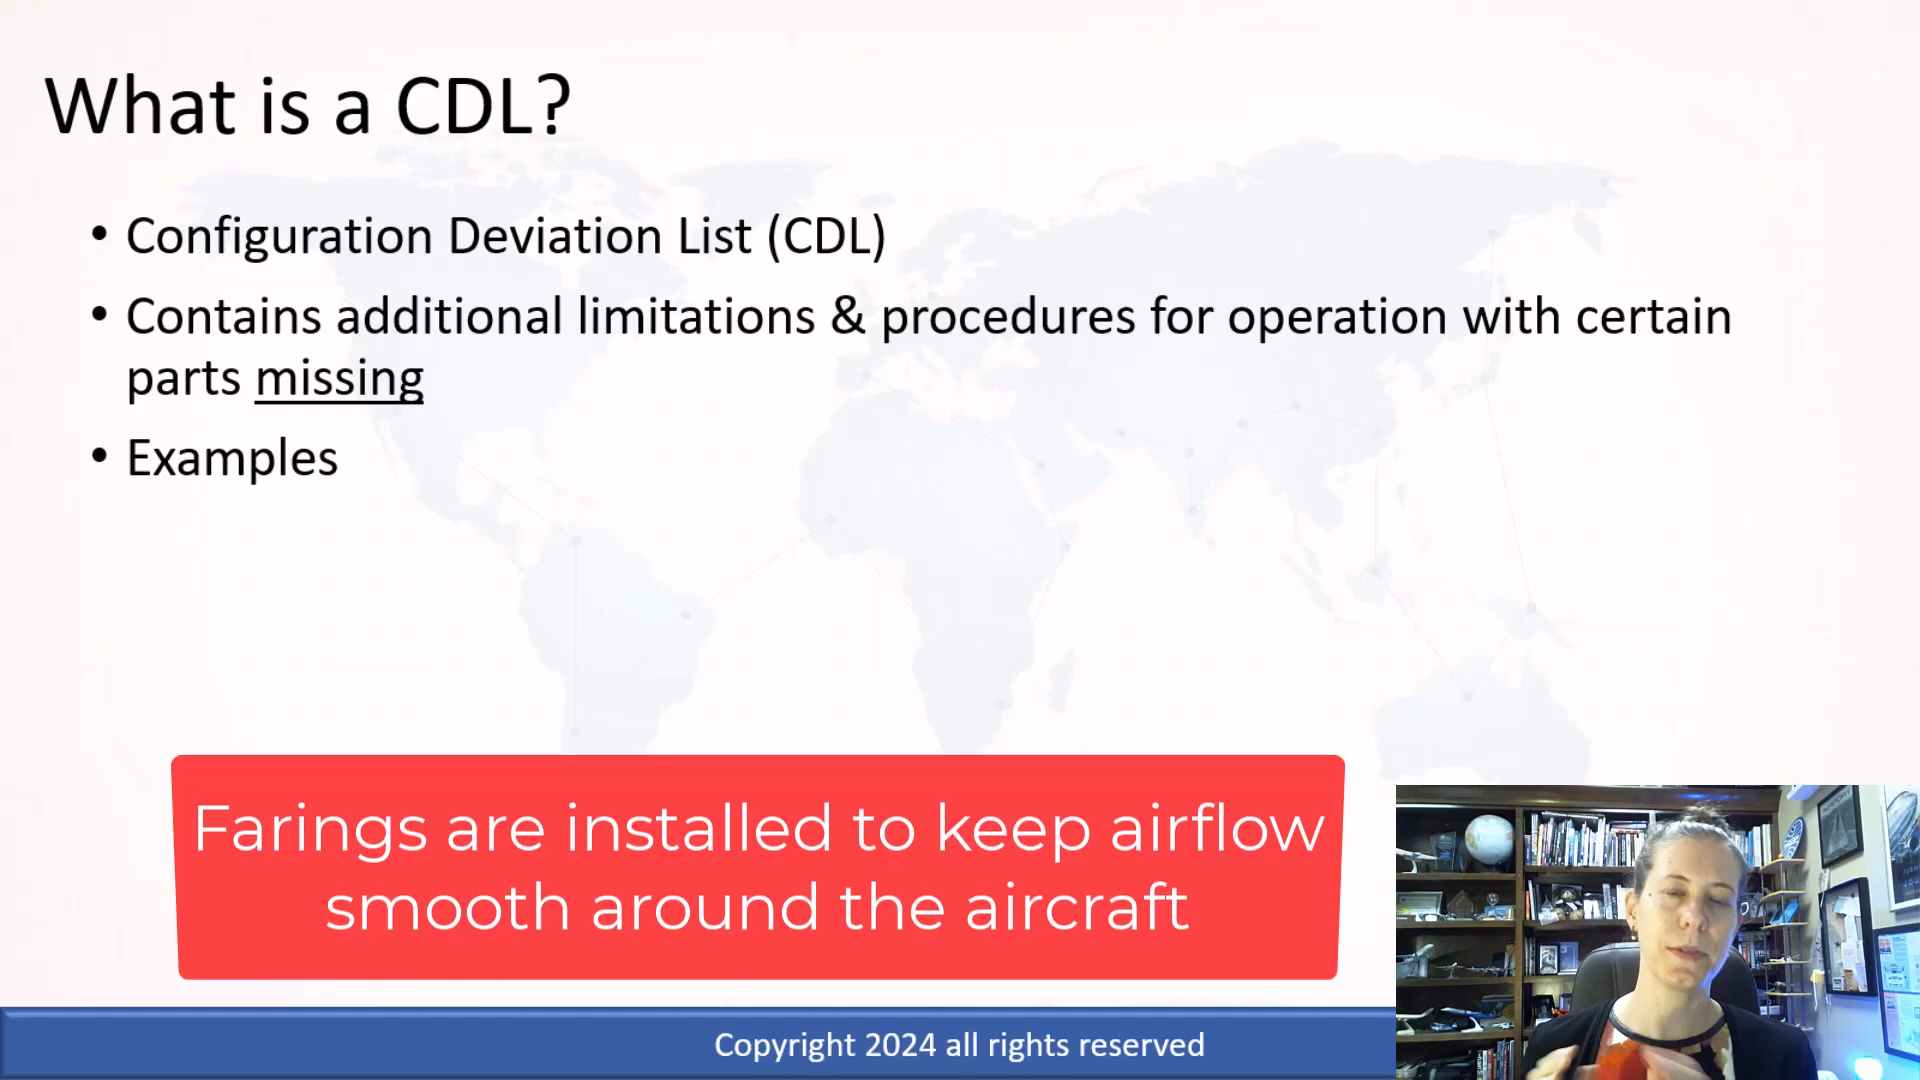 What is a CDL?
• Configuration Deviation List (CDL)
• Contains additional limitations & procedures for operation with certain
parts missing
• Examples
Farings are installed to keep airflow
smooth around the aircraft
Copyright 2024 all rights reserved